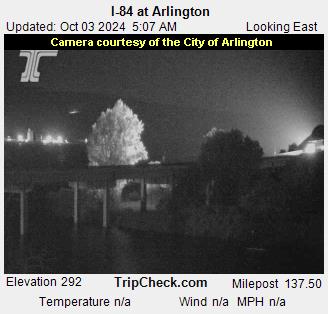 I-84 at Arlington
Updated: Oct 03 2024 5:07 AM Looking East
Camera courtesy of the City of Arlington
Elevation 292 TripCheck.com Milepost 137.50
Temperature n/a Wind n/a MPH n/a